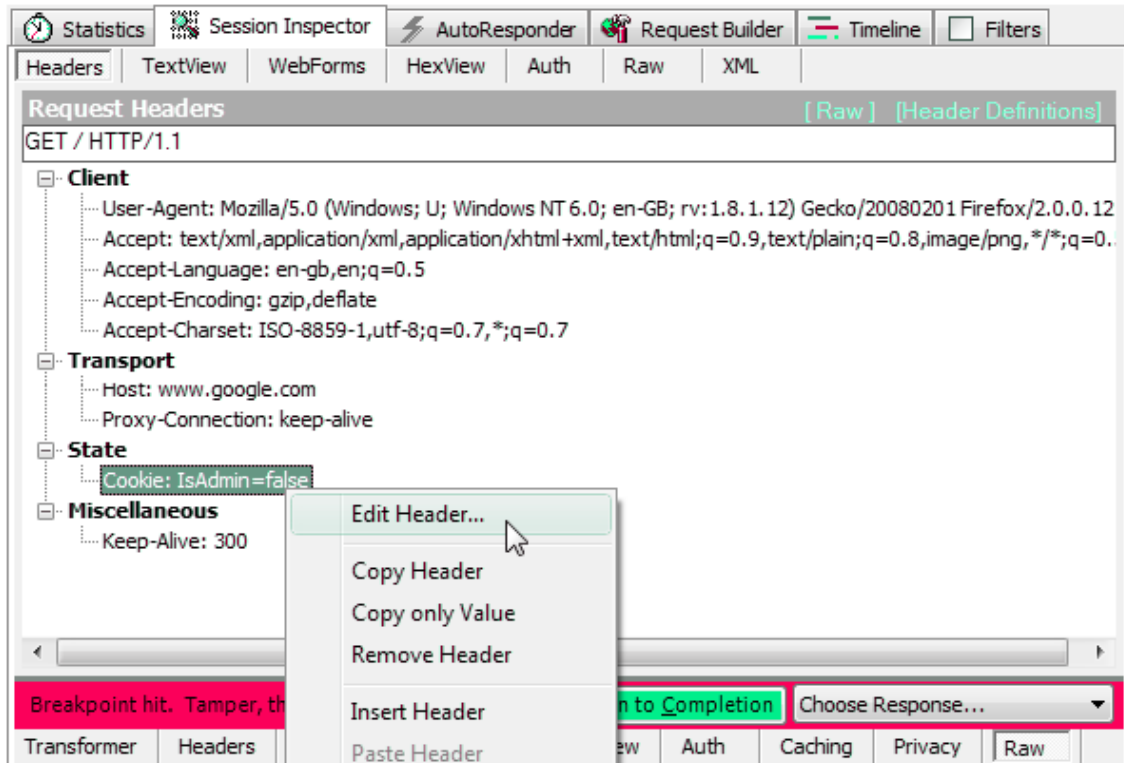 Statistics Session Inspector AutoResponder Request Builder Timeline Filters
Headers TextView WebForms HexView Auth Raw XML
Request Headers [ Raw ] [Header Definitions]
GET / HTTP/1.1
Client
User-Agent: Mozilla/5.0 (Windows; U; Windows NT 6.0; en-GB; rv:1.8.1.12) Gecko/20080201 Firefox/2.0.0.12
Accept: text/xml,application/xml,application/xhtml+xml,text/html;q=0.9,text/plain;q=0.8,image/png,*/*;q=0.
Accept-Language: en-gb,en;q=0.5
Accept-Encoding: gzip,deflate
Accept-Charset: ISO-8859-1,utf-8;q=0.7,*;q=0.7
Transport
Host: www.google.com
Proxy-Connection: keep-alive
State
Cookie: IsAdmin=false
Miscellaneous
Keep-Alive: 300
Edit Header...
Copy Header
Copy only Value
Remove Header
Insert Header
Paste Header
Breakpoint hit. Tamper, th n to Completion Choose Response...
Transformer Headers ew Auth Caching Privacy Raw